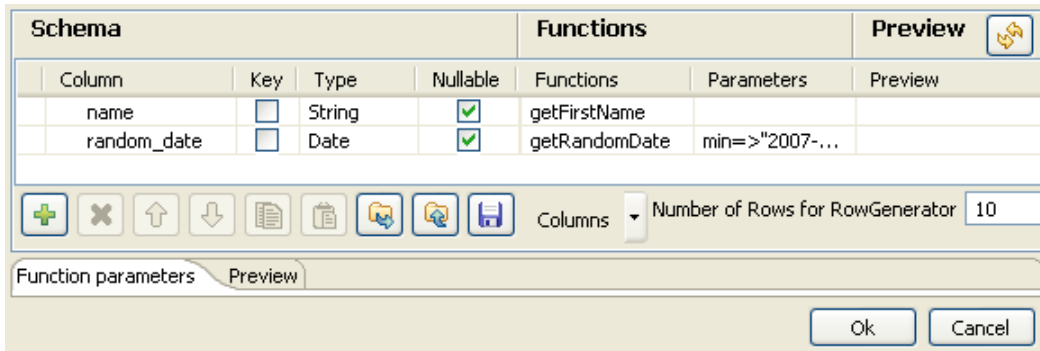 Schema Functions Preview
Column Key Type Nullable Functions Parameters Preview
name String getFirstName
random_date Date getRandomDate min=>"2007-...
Columns Number of Rows for RowGenerator 10
Function parameters Preview
Ok Cancel